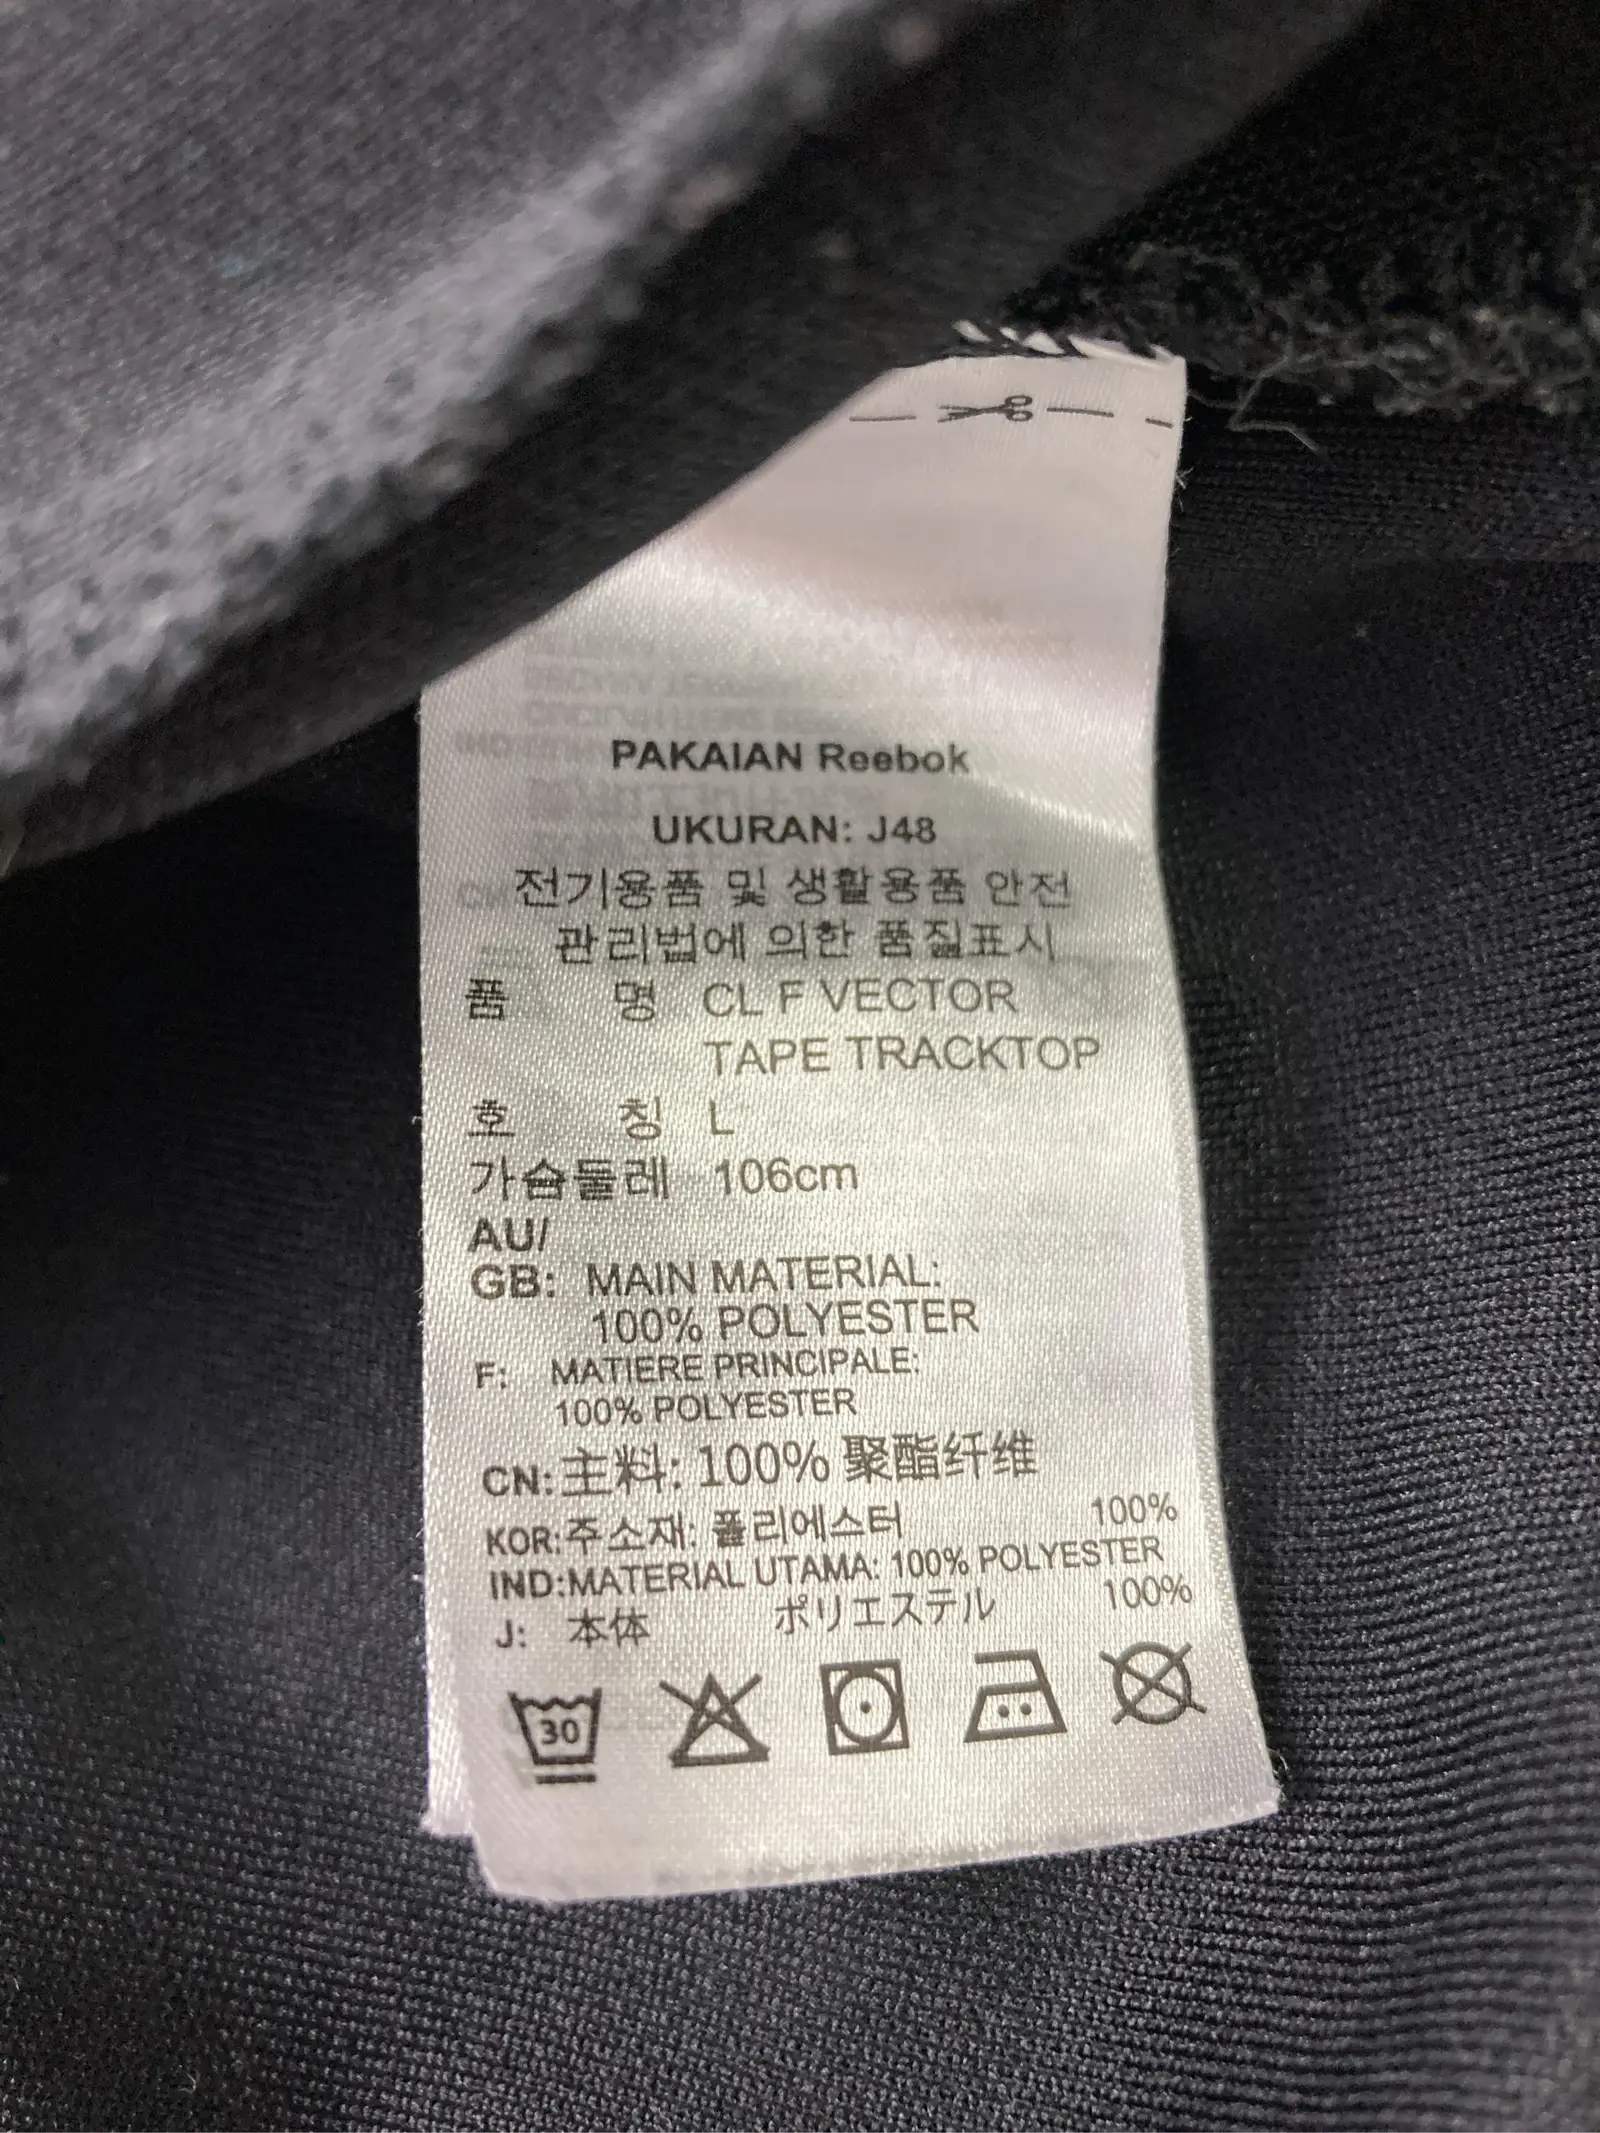 PAKAIAN Reebok
UKURAN: J48
전기용품 및 생활용품 안전
관리법에 의한 품질표시
품 명 CL F VECTOR
TAPE TRACKTOP
호 칭 L
가슴둘레 106cm
AU/
GB: MAIN MATERIAL:
100% POLYESTER
F: MATIERE PRINCIPALE:
100% POLYESTER
CN: 主料: 100% 聚酯纤维
KOR:주소재: 폴리에스터 100%
IND:MATERIAL UTAMA: 100% POLYESTER
J: 本体 ポリエステル 100%
30